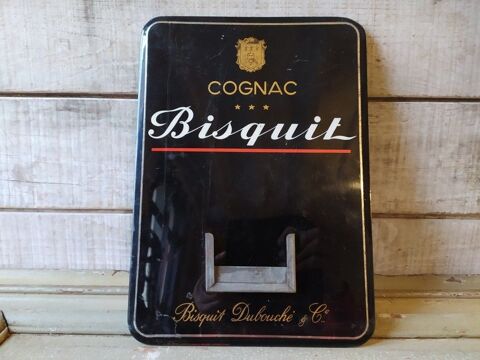 COGNAC
★ ★ ★
Bisquit
Bisquit Dubouché & Cº